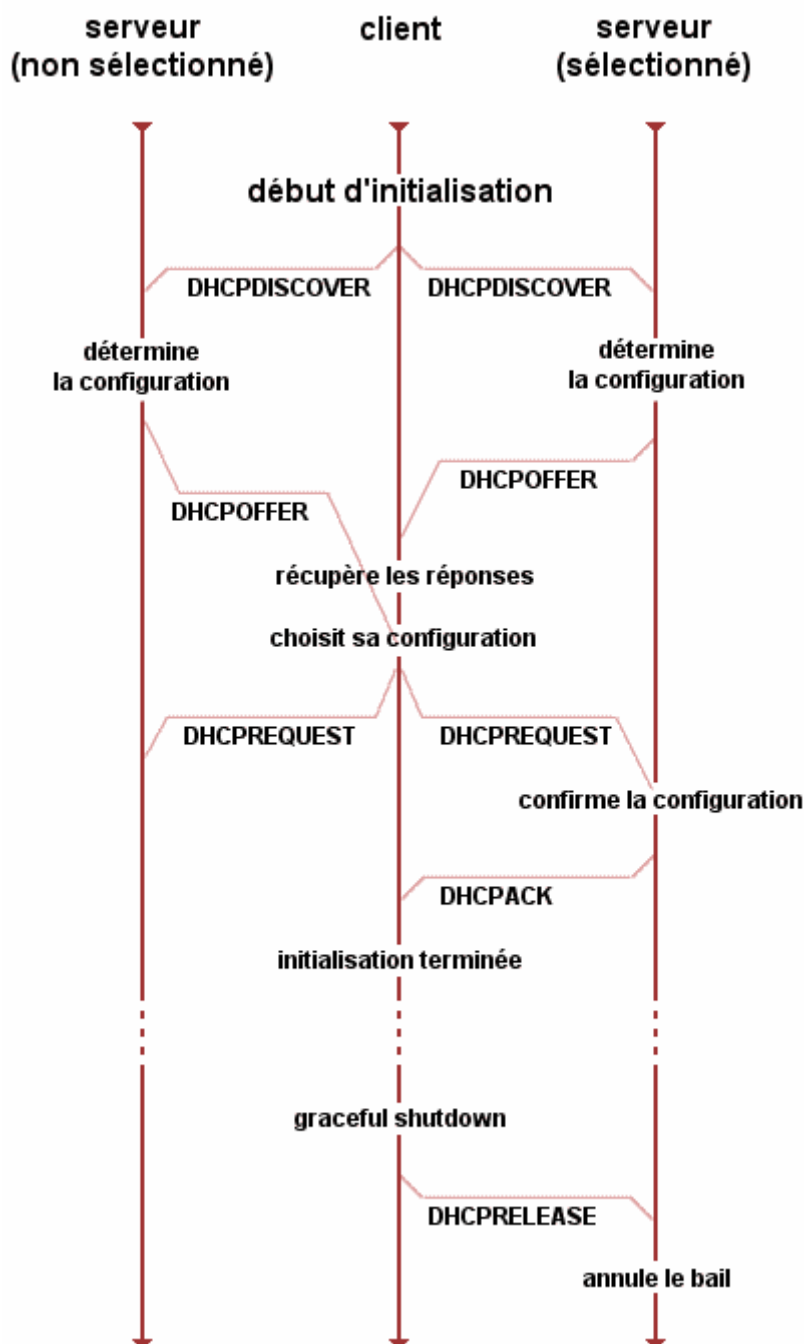 serveur
(non sélectionné)
client
serveur
(sélectionné)
début d'initialisation
DHCPDISCOVER
DHCPDISCOVER
détermine
la configuration
détermine
la configuration
DHCPOFFER
DHCPOFFER
récupère les réponses
choisit sa configuration
DHCPREQUEST
DHCPREQUEST
confirme la configuration
DHCPACK
initialisation terminée
graceful shutdown
DHCPRELEASE
annule le bail